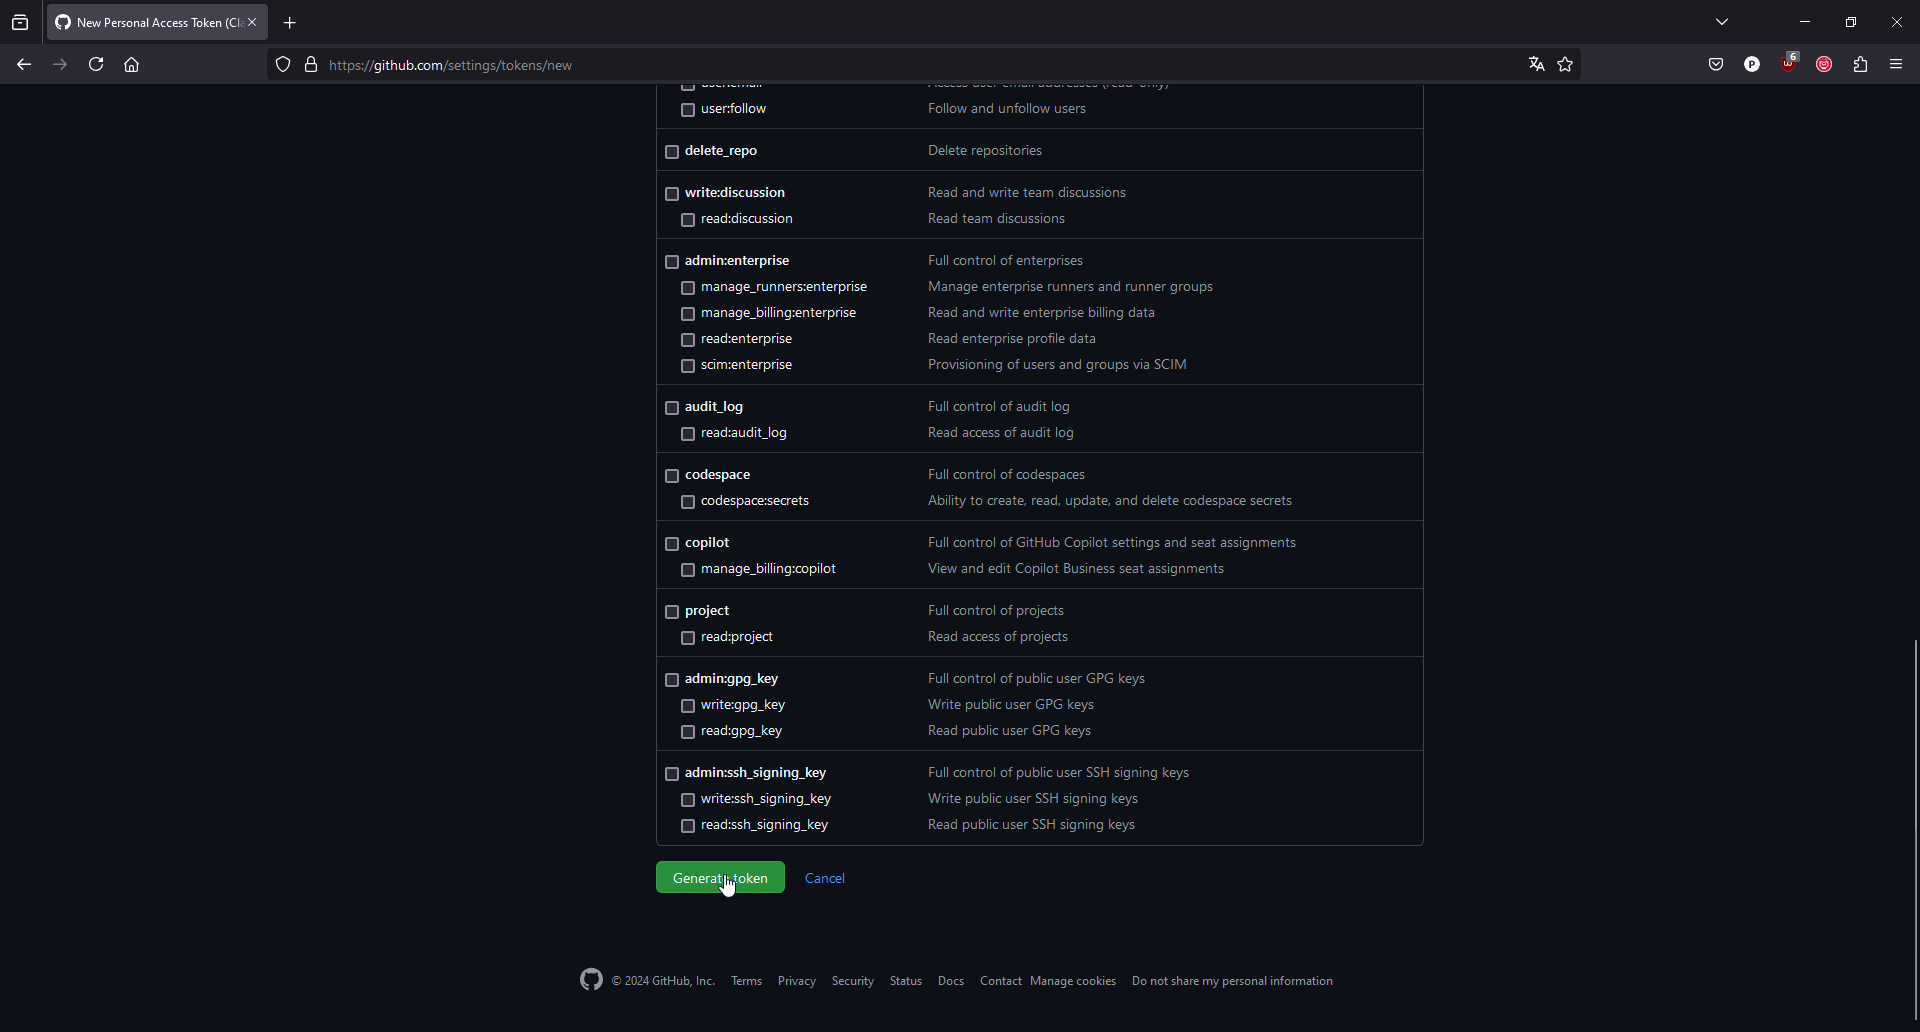 New Personal Access Token (Cla
https://github.com/settings/tokens/new
6
P
user:email Access user email addresses (read-only)
user:follow Follow and unfollow users
delete_repo Delete repositories
write:discussion Read and write team discussions
read:discussion Read team discussions
admin:enterprise Full control of enterprises
manage_runners:enterprise Manage enterprise runners and runner groups
manage_billing:enterprise Read and write enterprise billing data
read:enterprise Read enterprise profile data
scim:enterprise Provisioning of users and groups via SCIM
audit_log Full control of audit log
read:audit_log Read access of audit log
codespace Full control of codespaces
codespace:secrets Ability to create, read, update, and delete codespace secrets
copilot Full control of GitHub Copilot settings and seat assignments
manage_billing:copilot View and edit Copilot Business seat assignments
project Full control of projects
read:project Read access of projects
admin:gpg_key Full control of public user GPG keys
write:gpg_key Write public user GPG keys
read:gpg_key Read public user GPG keys
admin:ssh_signing_key Full control of public user SSH signing keys
write:ssh_signing_key Write public user SSH signing keys
read:ssh_signing_key Read public user SSH signing keys
Generate token Cancel
© 2024 GitHub, Inc. Terms Privacy Security Status Docs Contact Manage cookies Do not share my personal information